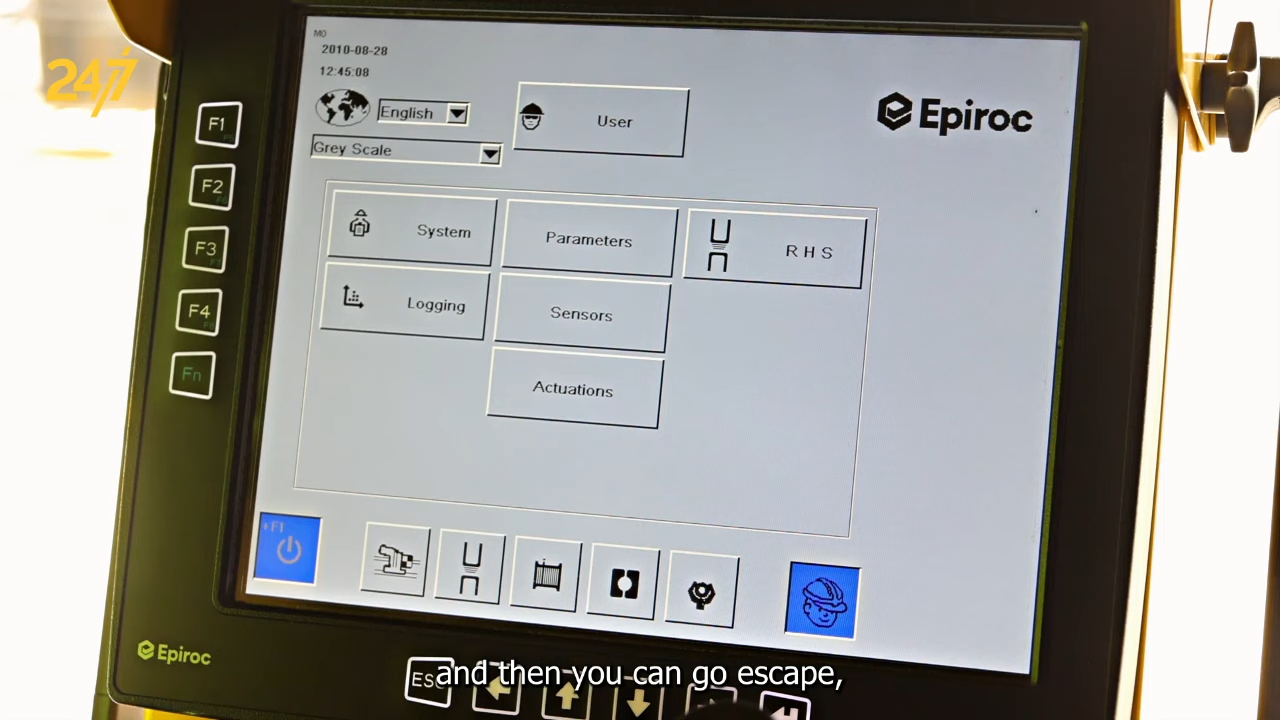 24/7
M0
2010-08-28
12:45:08
English
User
Epiroc
Grey Scale
F1
F2
F3
F4
Fn
System
Parameters
R H S
Logging
Sensors
Actuations
F1
Epiroc
ESC
and then you can go escape,